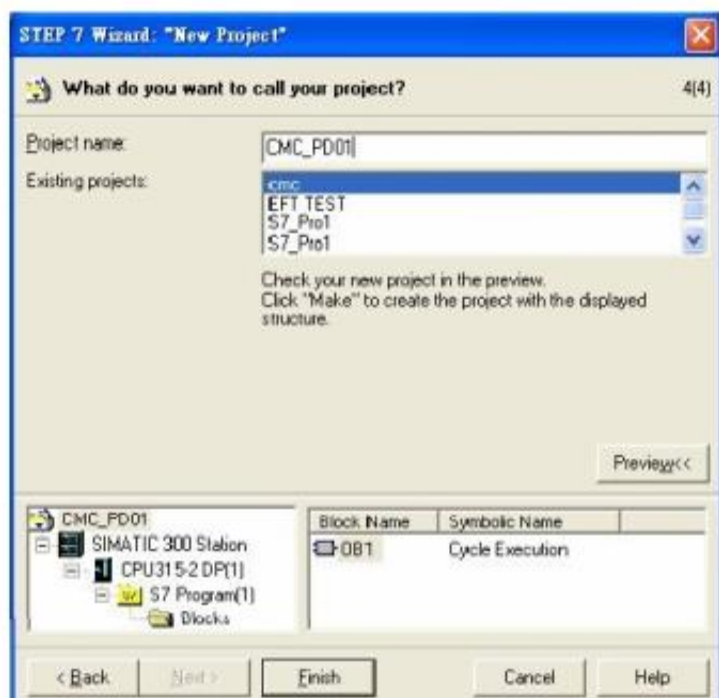 STEP 7 Wizard: "New Project"
What do you want to call your project?
4(4)
Project name:
CMC_PD01
Existing projects:
cmc
EFT TEST
S7_Pro1
S7_Pro1
Check your new project in the preview.
Click "Make" to create the project with the displayed
structure.
Preview<<
CMC_PD01
SIMATIC 300 Station
CPU315-2 DP(1)
S7 Program(1)
Blocks
Block Name
Symbolic Name
OB1
Cycle Execution
< Back
Next >
Finish
Cancel
Help